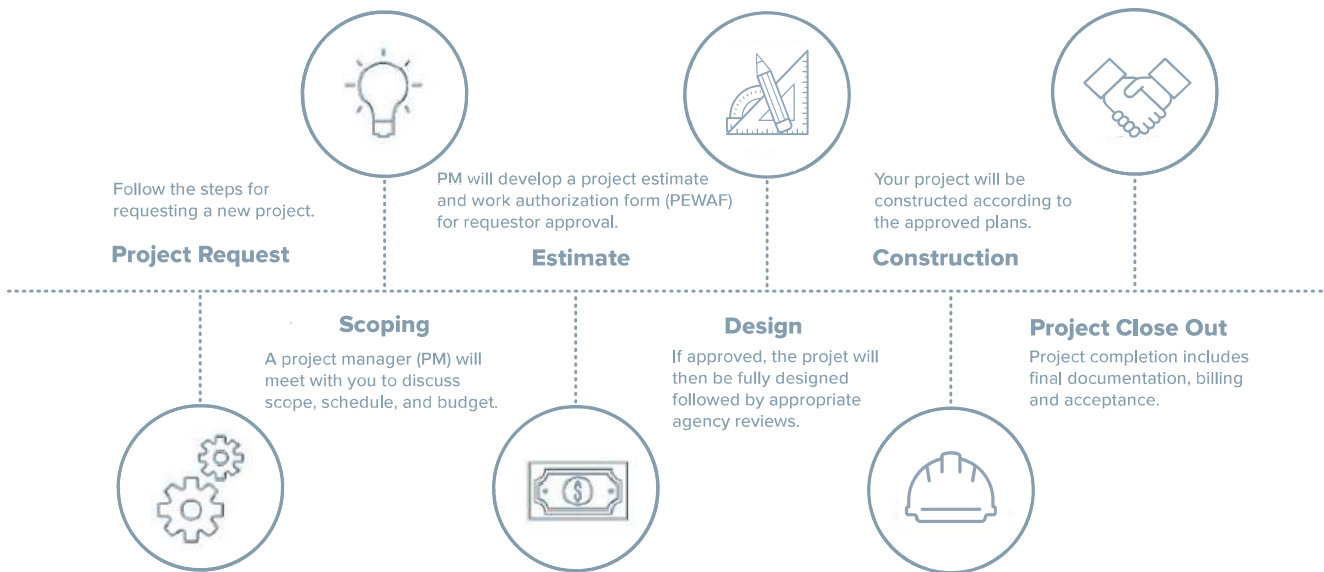 Follow the steps for
requesting a new project.
Project Request
Scoping
A project manager (PM) will
meet with you to discuss
scope, schedule, and budget.
PM will develop a project estimate
and work authorization form (PEWAF)
for requestor approval.
Estimate
Design
If approved, the projet will
then be fully designed
followed by appropriate
agency reviews.
Your project will be
constructed according to
the approved plans.
Construction
Project Close Out
Project completion includes
final documentation, billing
and acceptance.
$